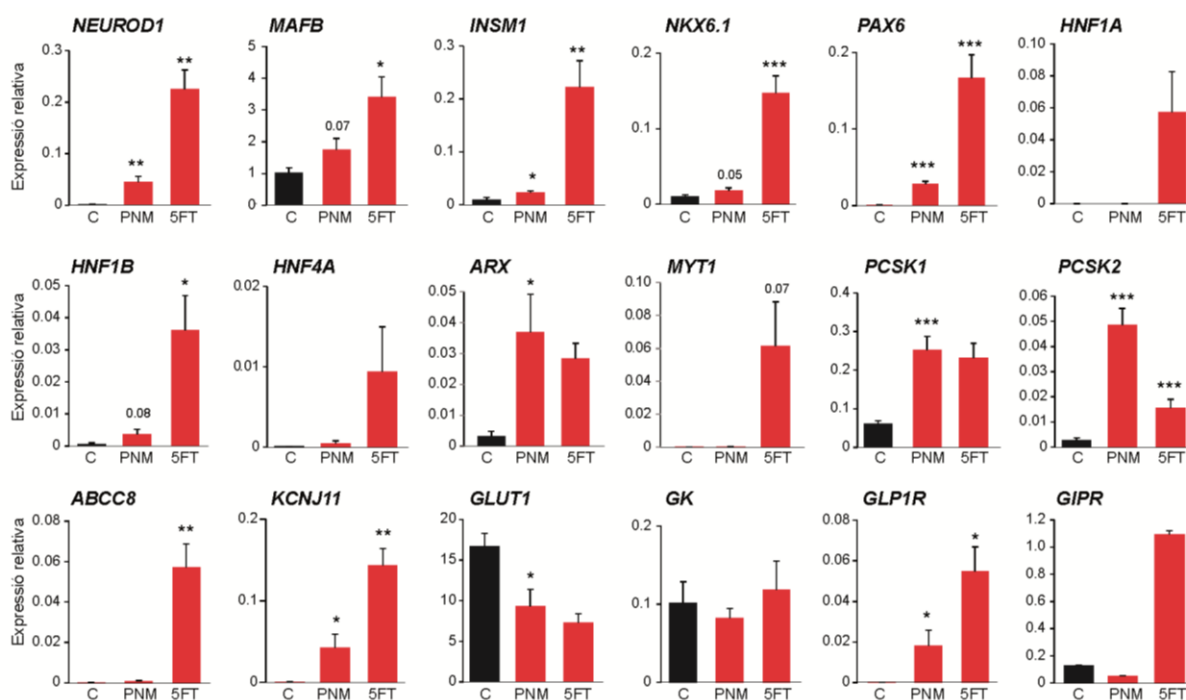 NEUROD1
Expressió relativa
0.3
0.2
0.1
0
**
**
C PNM 5FT
MAFB
5
4
3
2
1
0
0.07
*
C PNM 5FT
INSM1
0.3
0.2
0.1
0
*
**
C PNM 5FT
NKX6.1
0.2
0.1
0
0.05
***
C PNM 5FT
PAX6
0.2
0.1
0
***
***
C PNM 5FT
HNF1A
0.10
0.08
0.06
0.04
0.02
0
C PNM 5FT
HNF1B
Expressió relativa
0.05
0.04
0.03
0.02
0.01
0
0.08
*
C PNM 5FT
HNF4A
0.02
0.01
0.00
C PNM 5FT
ARX
0.05
0.04
0.03
0.02
0.01
0
*
C PNM 5FT
MYT1
0.10
0.08
0.06
0.04
0.02
0
0.07
C PNM 5FT
PCSK1
0.4
0.3
0.2
0.1
0
***
C PNM 5FT
PCSK2
0.06
0.05
0.04
0.03
0.02
0.01
0
***
***
C PNM 5FT
ABCC8
Expressió relativa
0.08
0.06
0.04
0.02
0.00
**
C PNM 5FT
KCNJ11
0.2
0.1
0
*
**
C PNM 5FT
GLUT1
20
15
10
5
0
*
C PNM 5FT
GK
0.2
0.1
0
C PNM 5FT
GLP1R
0.08
0.06
0.04
0.02
0
*
*
C PNM 5FT
GIPR
1.2
1.0
0.8
0.6
0.4
0.2
0
C PNM 5FT